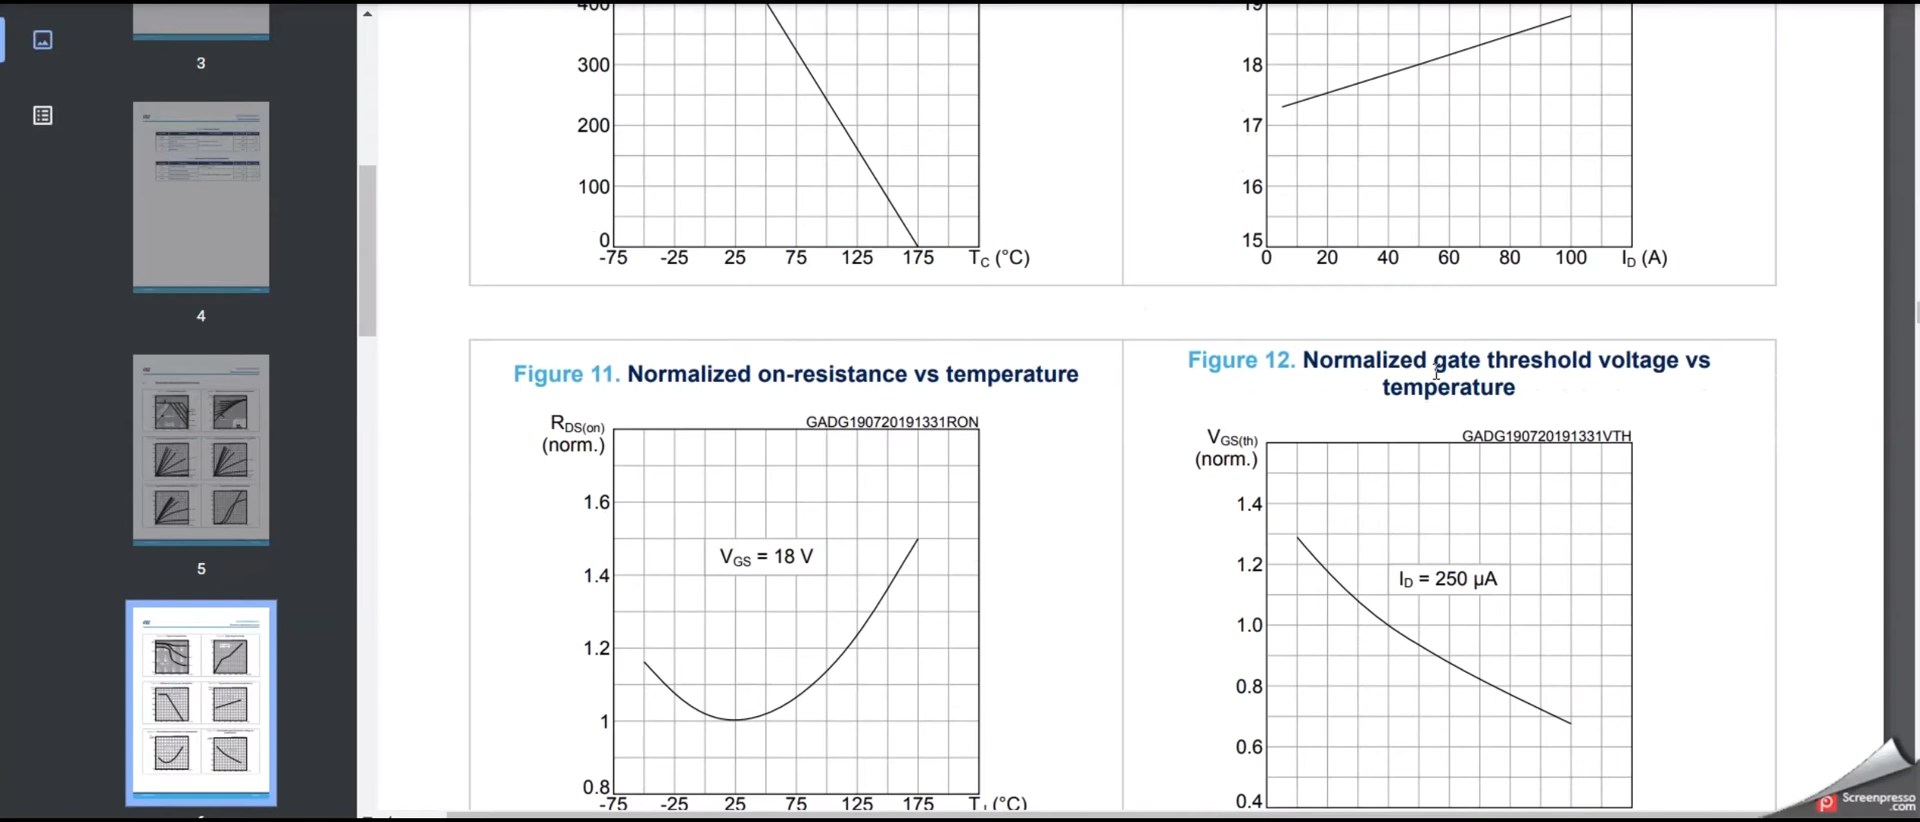 3
4
5
400
300
200
100
0
-75 -25 25 75 125 175 TC (°C)
19
18
17
16
15
0 20 40 60 80 100 ID (A)
Figure 11. Normalized on-resistance vs temperature
RDS(on)
(norm.)
GADG190720191331RON
1.6
VGS = 18 V
1.4
1.2
1
0.8
-75 -25 25 75 125 175 TJ (°C)
Figure 12. Normalized gate threshold voltage vs
temperature
VGS(th)
(norm.)
GADG190720191331VTH
1.4
1.2
ID = 250 µA
1.0
0.8
0.6
0.4
Screenpresso
.com